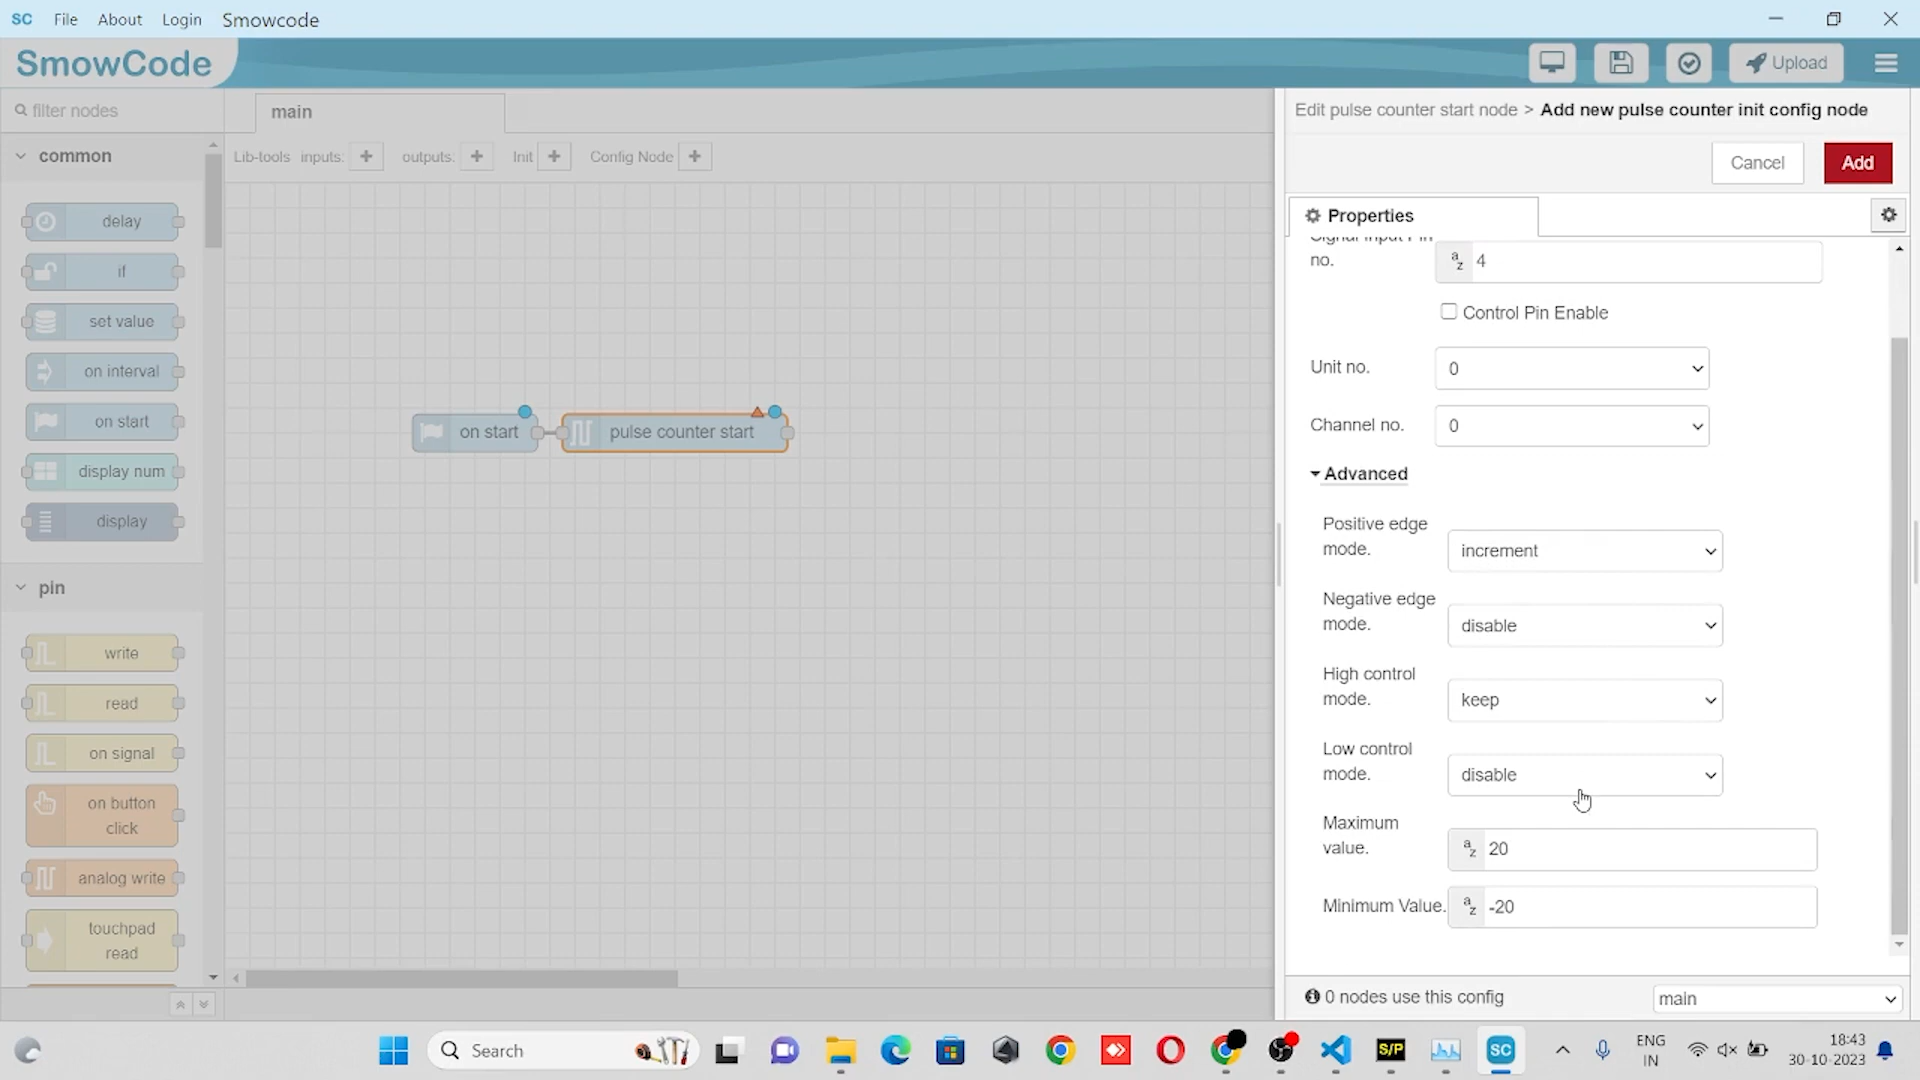 SC File About Login Smowcode
SmowCode
Upload
filter nodes
main
Edit pulse counter start node > Add new pulse counter init config node
common
Lib-tools inputs: + outputs: + Init + Config Node +
Cancel Add
delay
Properties
if
Signal Input Pin
no.
4
set value
Control Pin Enable
on interval
Unit no. 0
on start
Channel no. 0
on start
pulse counter start
display num
Advanced
display
Positive edge
mode.
increment
pin
Negative edge
mode.
disable
write
High control
mode.
keep
read
on signal
Low control
mode.
disable
on button
click
Maximum
value.
20
analog write
Minimum Value. -20
touchpad
read
0 nodes use this config main
Search
S/P
SC
ENG
IN
18:43
30-10-2023